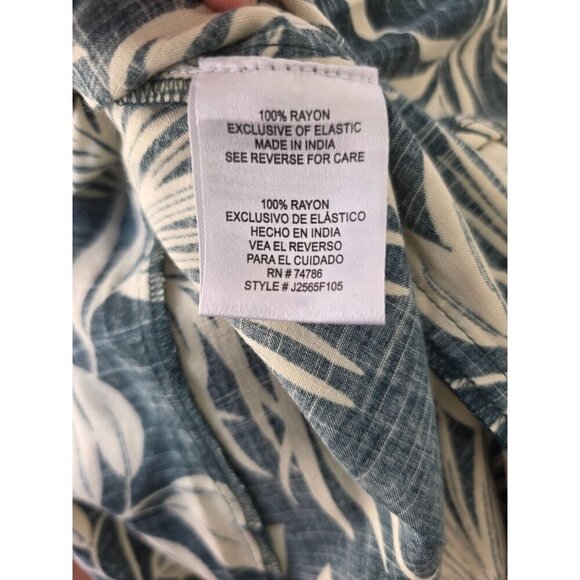 100% RAYON
EXCLUSIVE OF ELASTIC
MADE IN INDIA
SEE REVERSE FOR CARE
100% RAYON
EXCLUSIVO DE ELÁSTICO
HECHO EN INDIA
VEA EL REVERSO
PARA EL CUIDADO
RN # 74786
STYLE # J2565F105